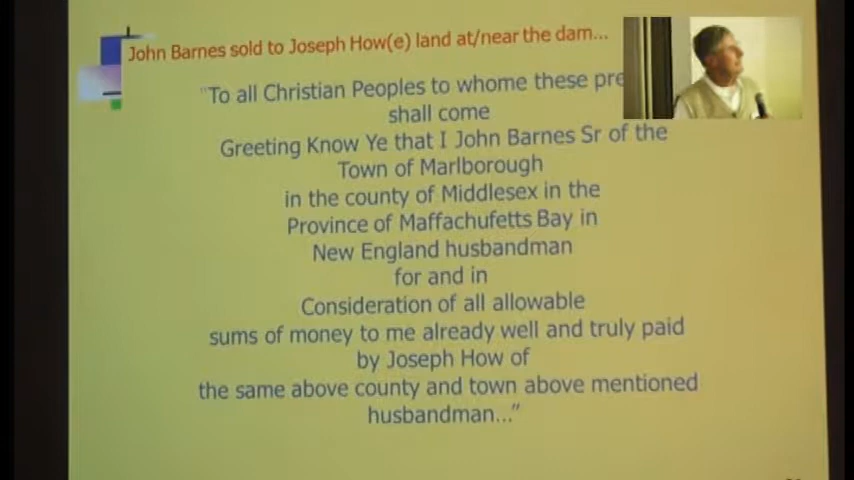 John Barnes sold to Joseph How(e) land at/near the dam...
"To all Christian Peoples to whome these
shall come
Greeting Know Ye that I John Barnes Sr of the
Town of Marlborough
in the county of Middlesex in the
Province of Maffachufetts Bay in
New England husbandman
for and in
Consideration of all allowable
sums of money to me already well and truly paid
by Joseph How of
the same above county and town above mentioned
husbandman..."